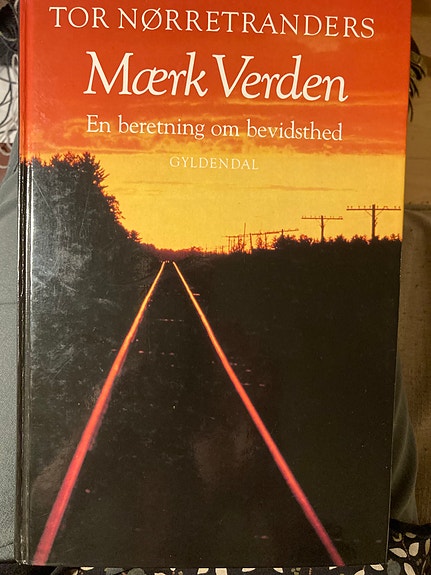 TOR NØRRETRANDERS
Mærk Verden
En beretning om bevidsthed
GYLDENDAL